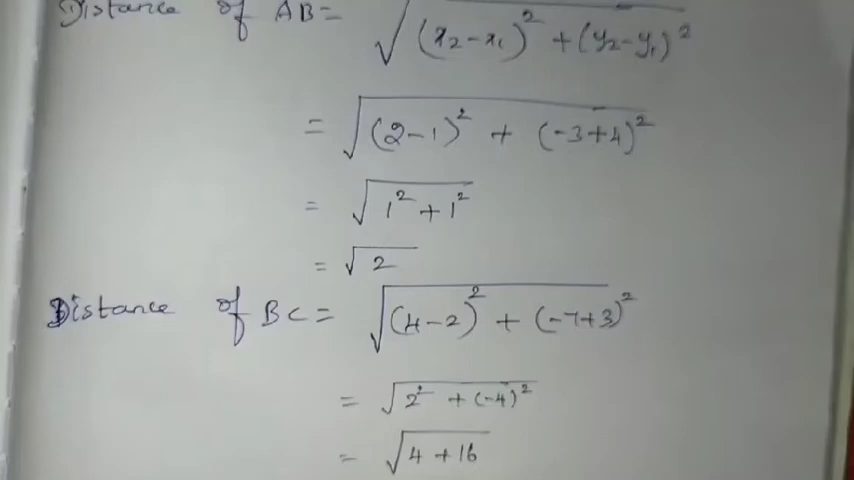 Distance of AB = √(x₂-x₁)² + (y₂-y₁)²
= √(2-1)² + (-3+4)²
= √1² + 1²
= √2
Distance of BC = √(4-2)² + (-7+3)²
= √2² + (-4)²
= √4 + 16